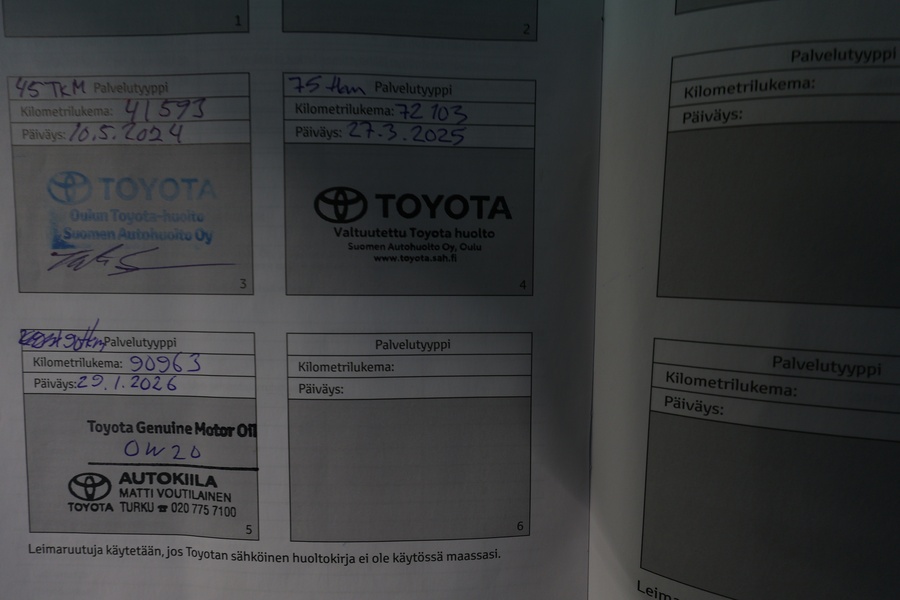 1
2
45 TKM Palvelutyyppi
Kilometrilukema: 41593
Päiväys: 10.5.2024
TOYOTA
Oulun Toyota-huolto
Suomen Autohuolto Oy
3
75 tkm Palvelutyyppi
Kilometrilukema: 72 103
Päiväys: 27.3.2025
TOYOTA
Valtuutettu Toyota huolto
Suomen Autohuolto Oy, Oulu
www.toyota.sah.fi
4
90tkm Palvelutyyppi
Kilometrilukema: 90963
Päiväys: 29.1.2026
Toyota Genuine Motor Oil
0W20
TOYOTA
AUTOKIILA
MATTI VOUTILAINEN
TURKU ☎ 020 775 7100
5
Palvelutyyppi
Kilometrilukema:
Päiväys:
6
Leimaruutuja käytetään, jos Toyotan sähköinen huoltokirja ei ole käytössä maassasi.
Palvelutyyppi
Kilometrilukema:
Päiväys:
Palvelutyyppi
Kilometrilukema:
Päiväys: